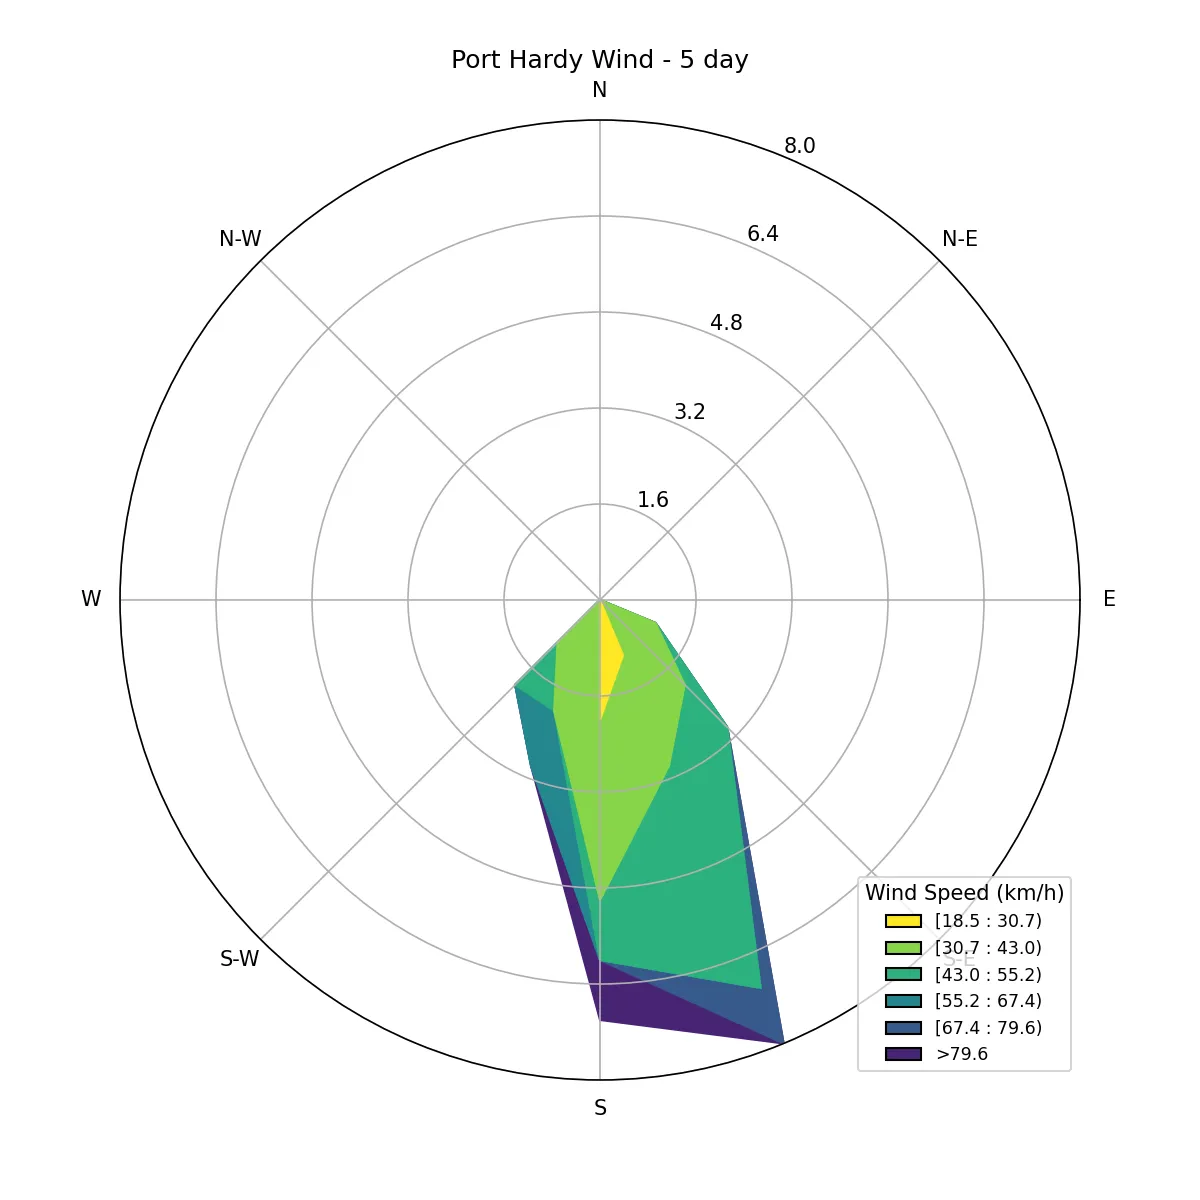 Port Hardy Wind - 5 day
N
8.0
N-W
6.4
N-E
4.8
3.2
1.6
W
E
Wind Speed (km/h)
[18.5 : 30.7)
[30.7 : 43.0)
S-W
S-E
[43.0 : 55.2)
[55.2 : 67.4)
[67.4 : 79.6)
>79.6
S